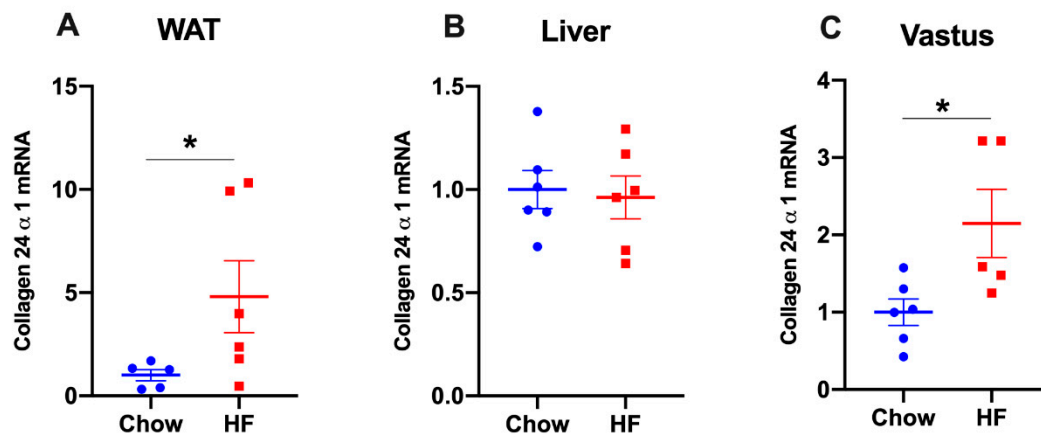 A
WAT
Collagen 24 α 1 mRNA
15
10
5
0
*
Chow
HF
B
Liver
Collagen 24 α 1 mRNA
1.5
1.0
0.5
0.0
Chow
HF
C
Vastus
Collagen 24 α 1 mRNA
4
3
2
1
0
*
Chow
HF